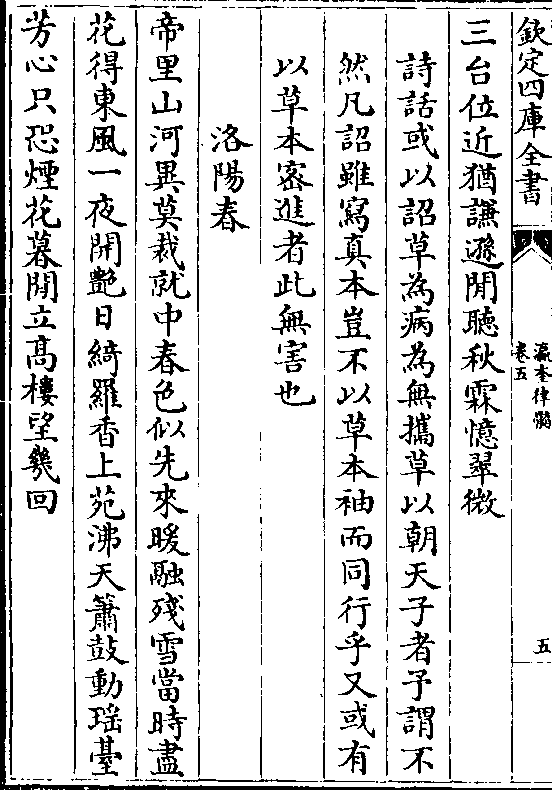 欽定四庫全書
瀛奎律髓
卷五
五
三台位近猶謙遜閒聽秋霖憶翠微
詩話或以詔草為病為無攜草以朝天子者予謂不
然凡詔雖寫真本豈不以草本袖而同行乎又或有
以草本密進者此無害也
洛陽春
帝里山河異莫裁就中春色似先來暖融殘雪當時盡
花得東風一夜開艷日綺羅香上苑沸天簫鼓動瑶臺
芳心只恐煙花暮閒立髙樓望幾回